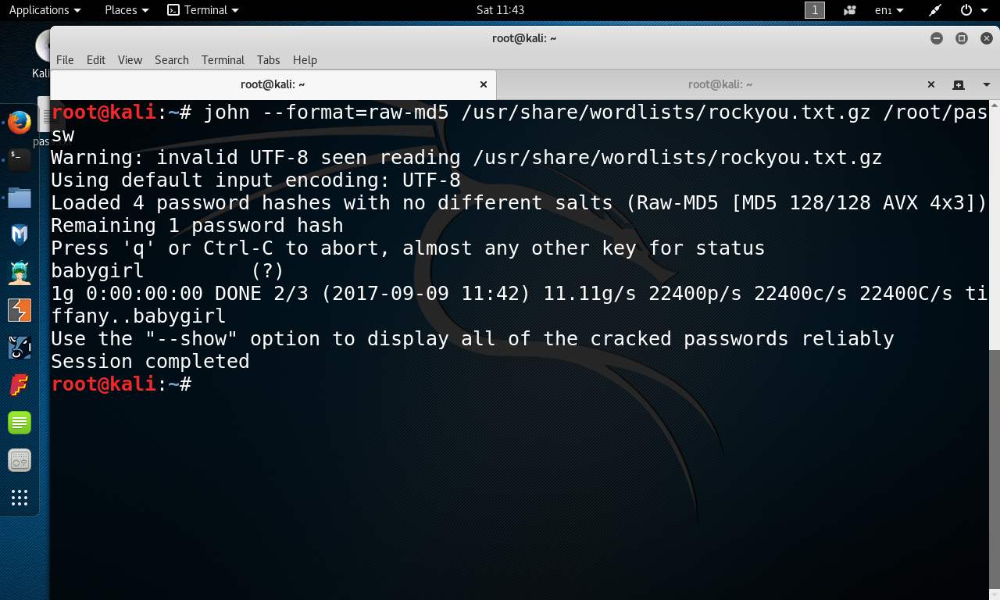 Applications Places Terminal Sat 11:43 1 en₁
root@kali: ~
File Edit View Search Terminal Tabs Help
root@kali: ~ root@kali: ~
Kali
pass.txt
root@kali:~# john --format=raw-md5 /usr/share/wordlists/rockyou.txt.gz /root/pas
sw
Warning: invalid UTF-8 seen reading /usr/share/wordlists/rockyou.txt.gz
Using default input encoding: UTF-8
Loaded 4 password hashes with no different salts (Raw-MD5 [MD5 128/128 AVX 4x3])
Remaining 1 password hash
Press 'q' or Ctrl-C to abort, almost any other key for status
babygirl         (?)
1g 0:00:00:00 DONE 2/3 (2017-09-09 11:42) 11.11g/s 22400p/s 22400c/s 22400C/s ti
ffany..babygirl
Use the "--show" option to display all of the cracked passwords reliably
Session completed
root@kali:~#